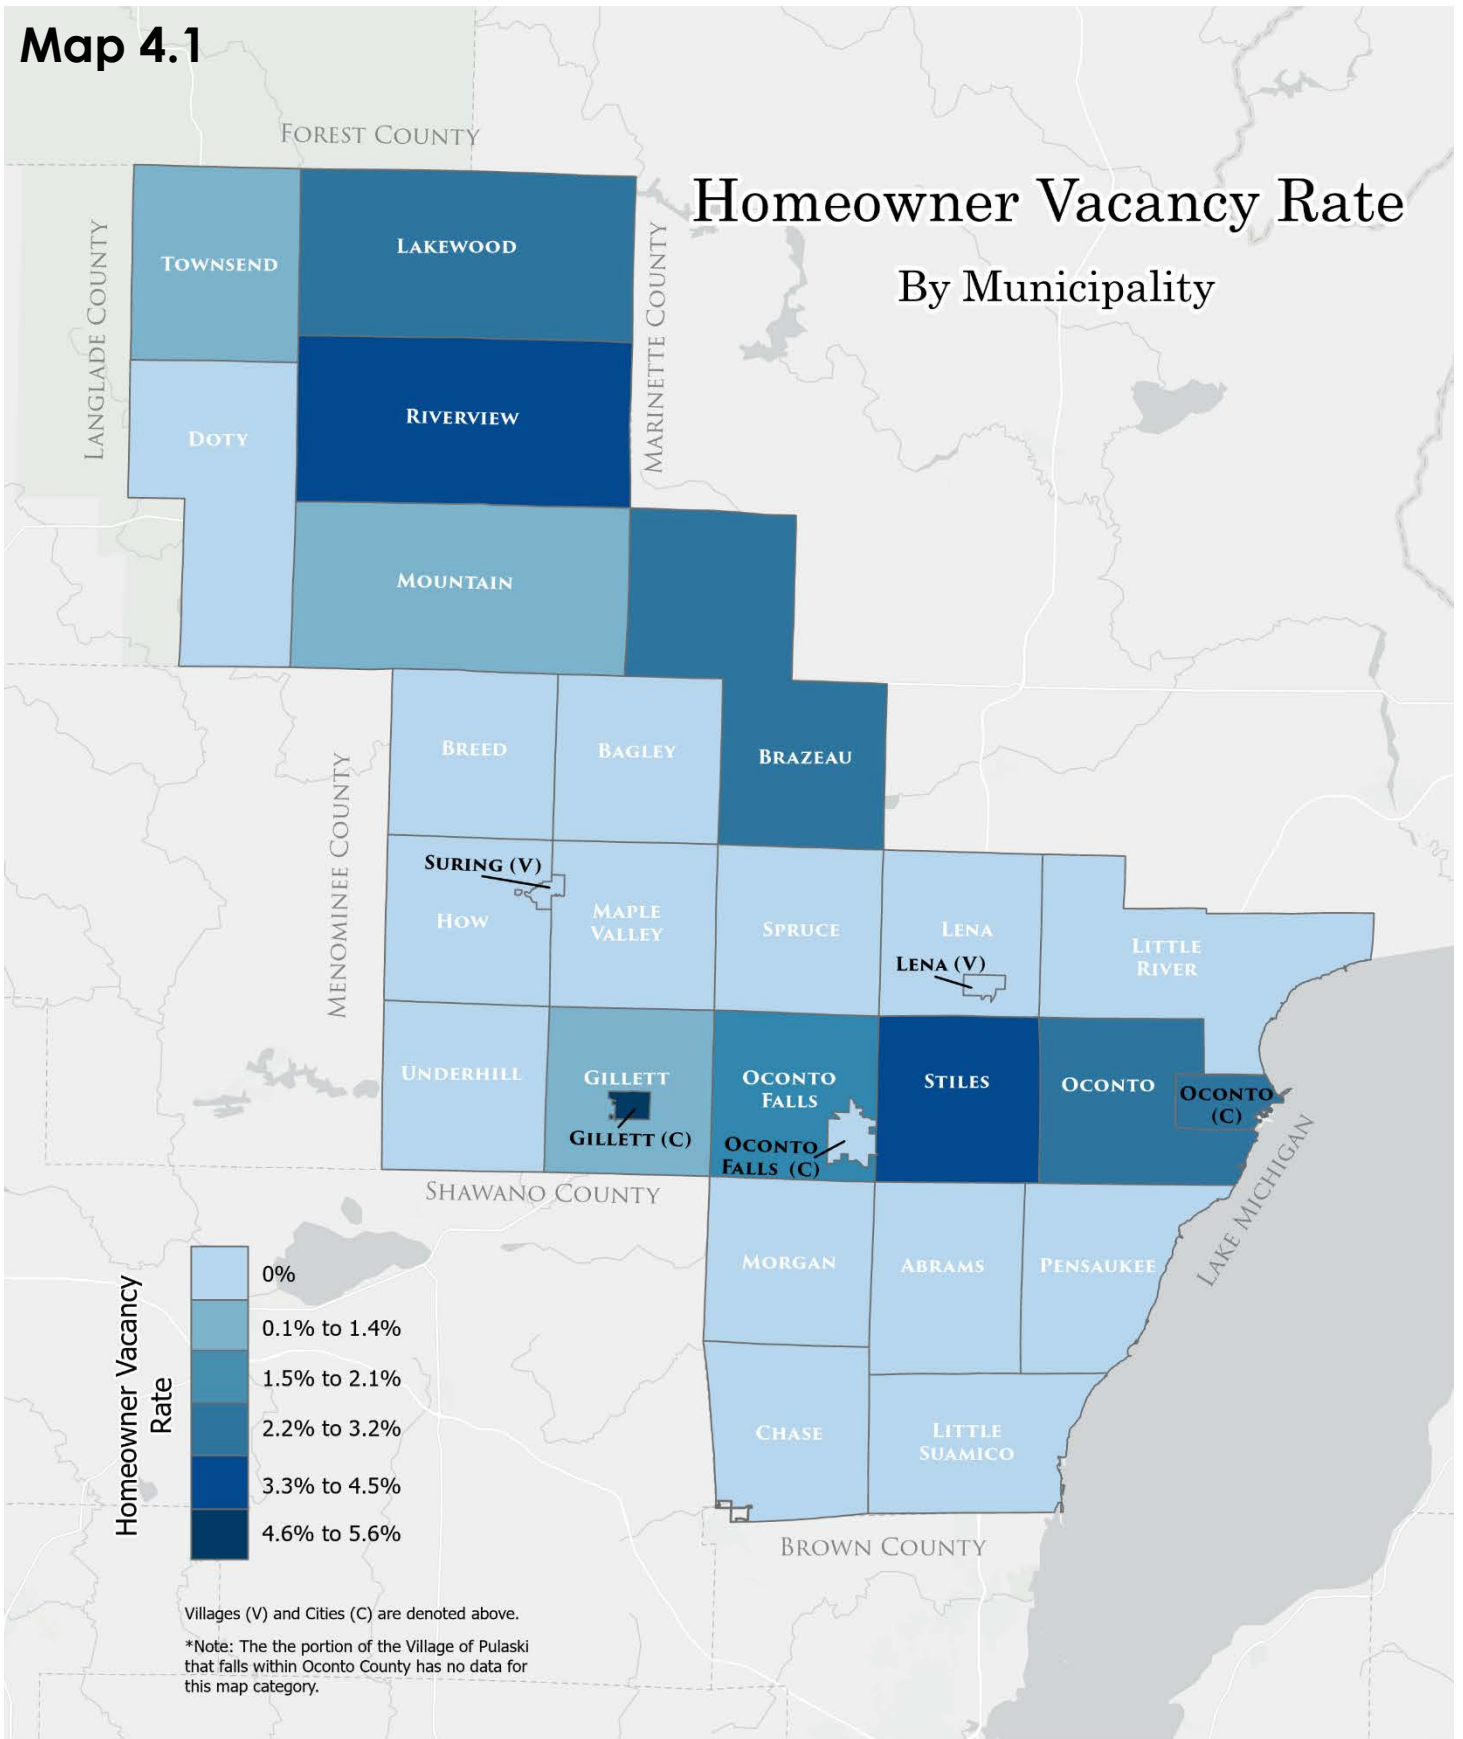 Map 4.1
Homeowner Vacancy Rate
By Municipality
FOREST COUNTY
LANGLADE COUNTY
MARINETTE COUNTY
TOWNSEND
LAKEWOOD
RIVERVIEW
DOTY
MOUNTAIN
BREED
BAGLEY
BRAZEAU
MENOMINEE COUNTY
SURING (V)
HOW
MAPLE
VALLEY
SPRUCE
LENA
LENA (V)
LITTLE
RIVER
UNDERHILL
GILLETT
GILLETT (C)
OCONTO
FALLS
OCONTO
FALLS (C)
STILES
OCONTO
OCONTO
(C)
SHAWANO COUNTY
LAKE MICHIGAN
MORGAN
ABRAMS
PENSAUKEE
CHASE
LITTLE
SUAMICO
BROWN COUNTY
Homeowner Vacancy
Rate
0%
0.1% to 1.4%
1.5% to 2.1%
2.2% to 3.2%
3.3% to 4.5%
4.6% to 5.6%
Villages (V) and Cities (C) are denoted above.
*Note: The the portion of the Village of Pulaski
that falls within Oconto County has no data for
this map category.